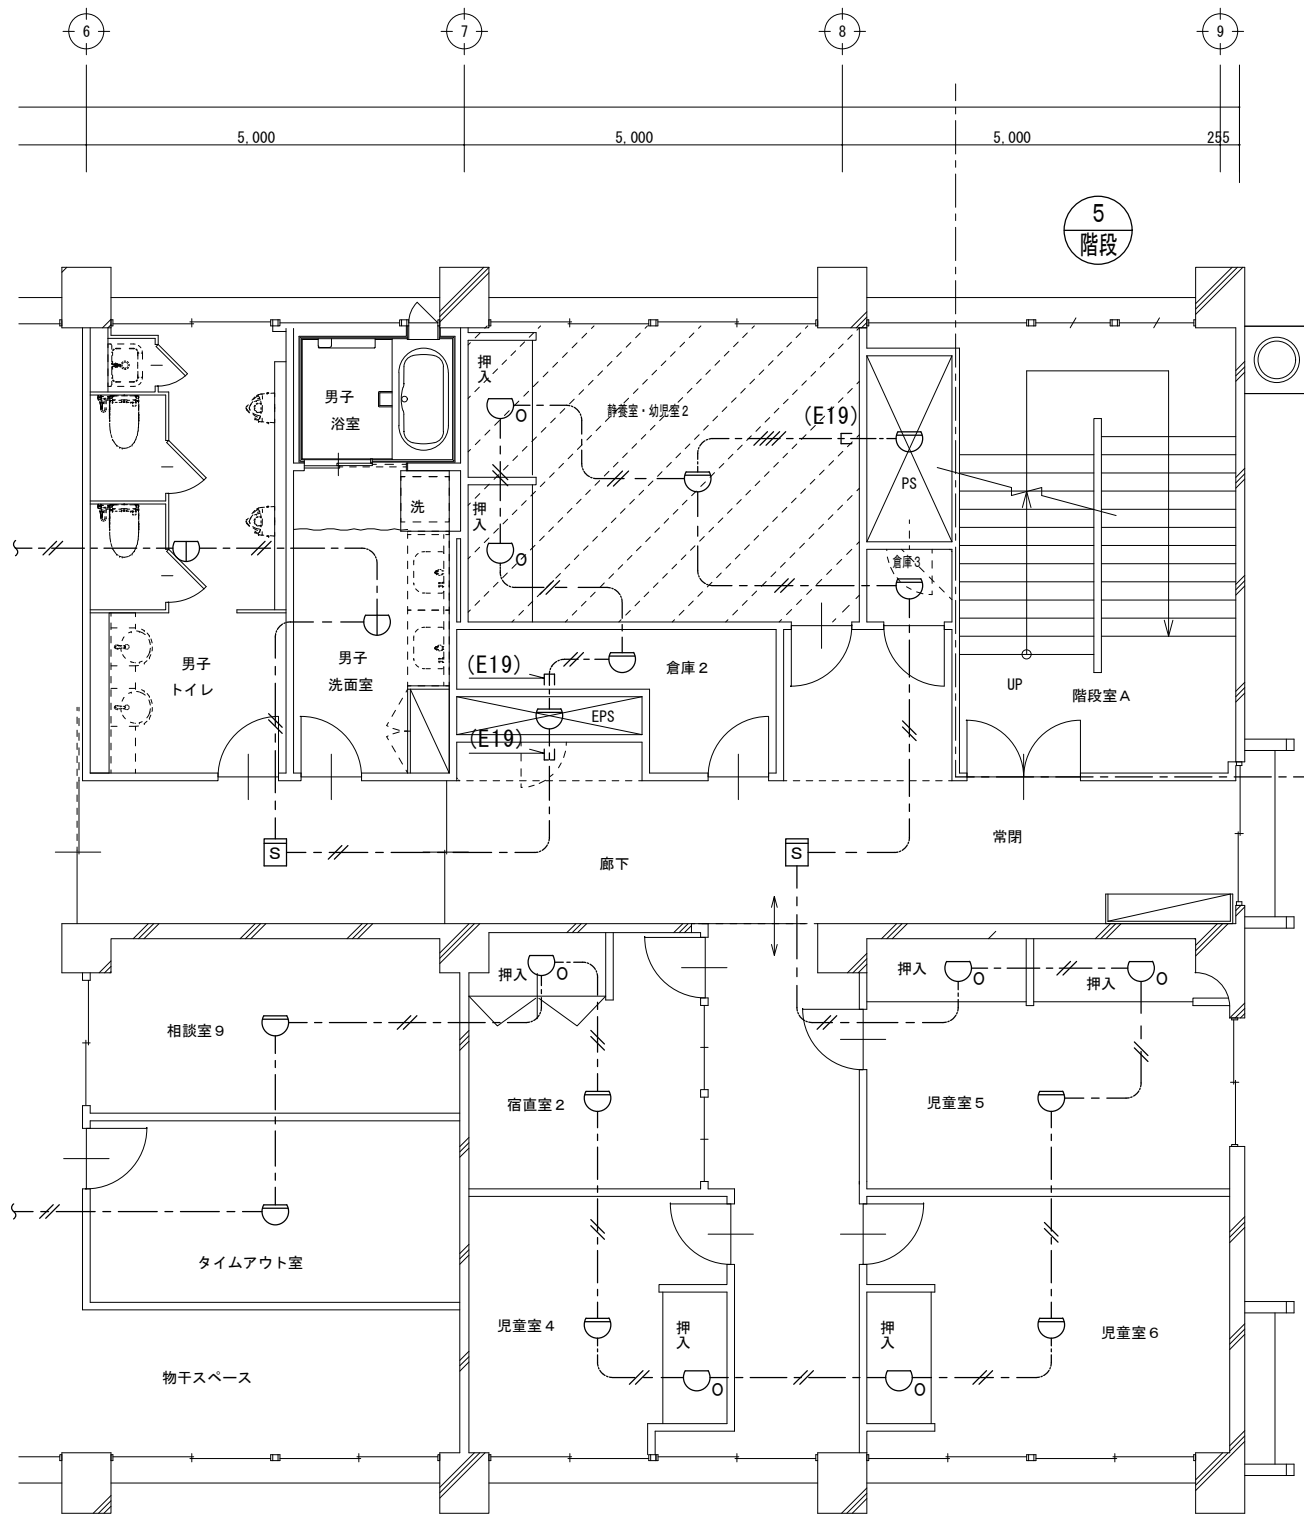 6
7
8
9
5,000
5,000
5,000
255
5
階段
押入
男子
浴室
静養室・幼児室2
(E19)
O
PS
洗
押入
O
倉庫3
男子
トイレ
男子
洗面室
(E19)
倉庫2
UP
階段室A
EPS
(E19)
S
廊下
S
常閉
押入
O
押入
O
押入
O
相談室9
宿直室2
児童室5
タイムアウト室
児童室4
押入
O
押入
O
児童室6
物干スペース